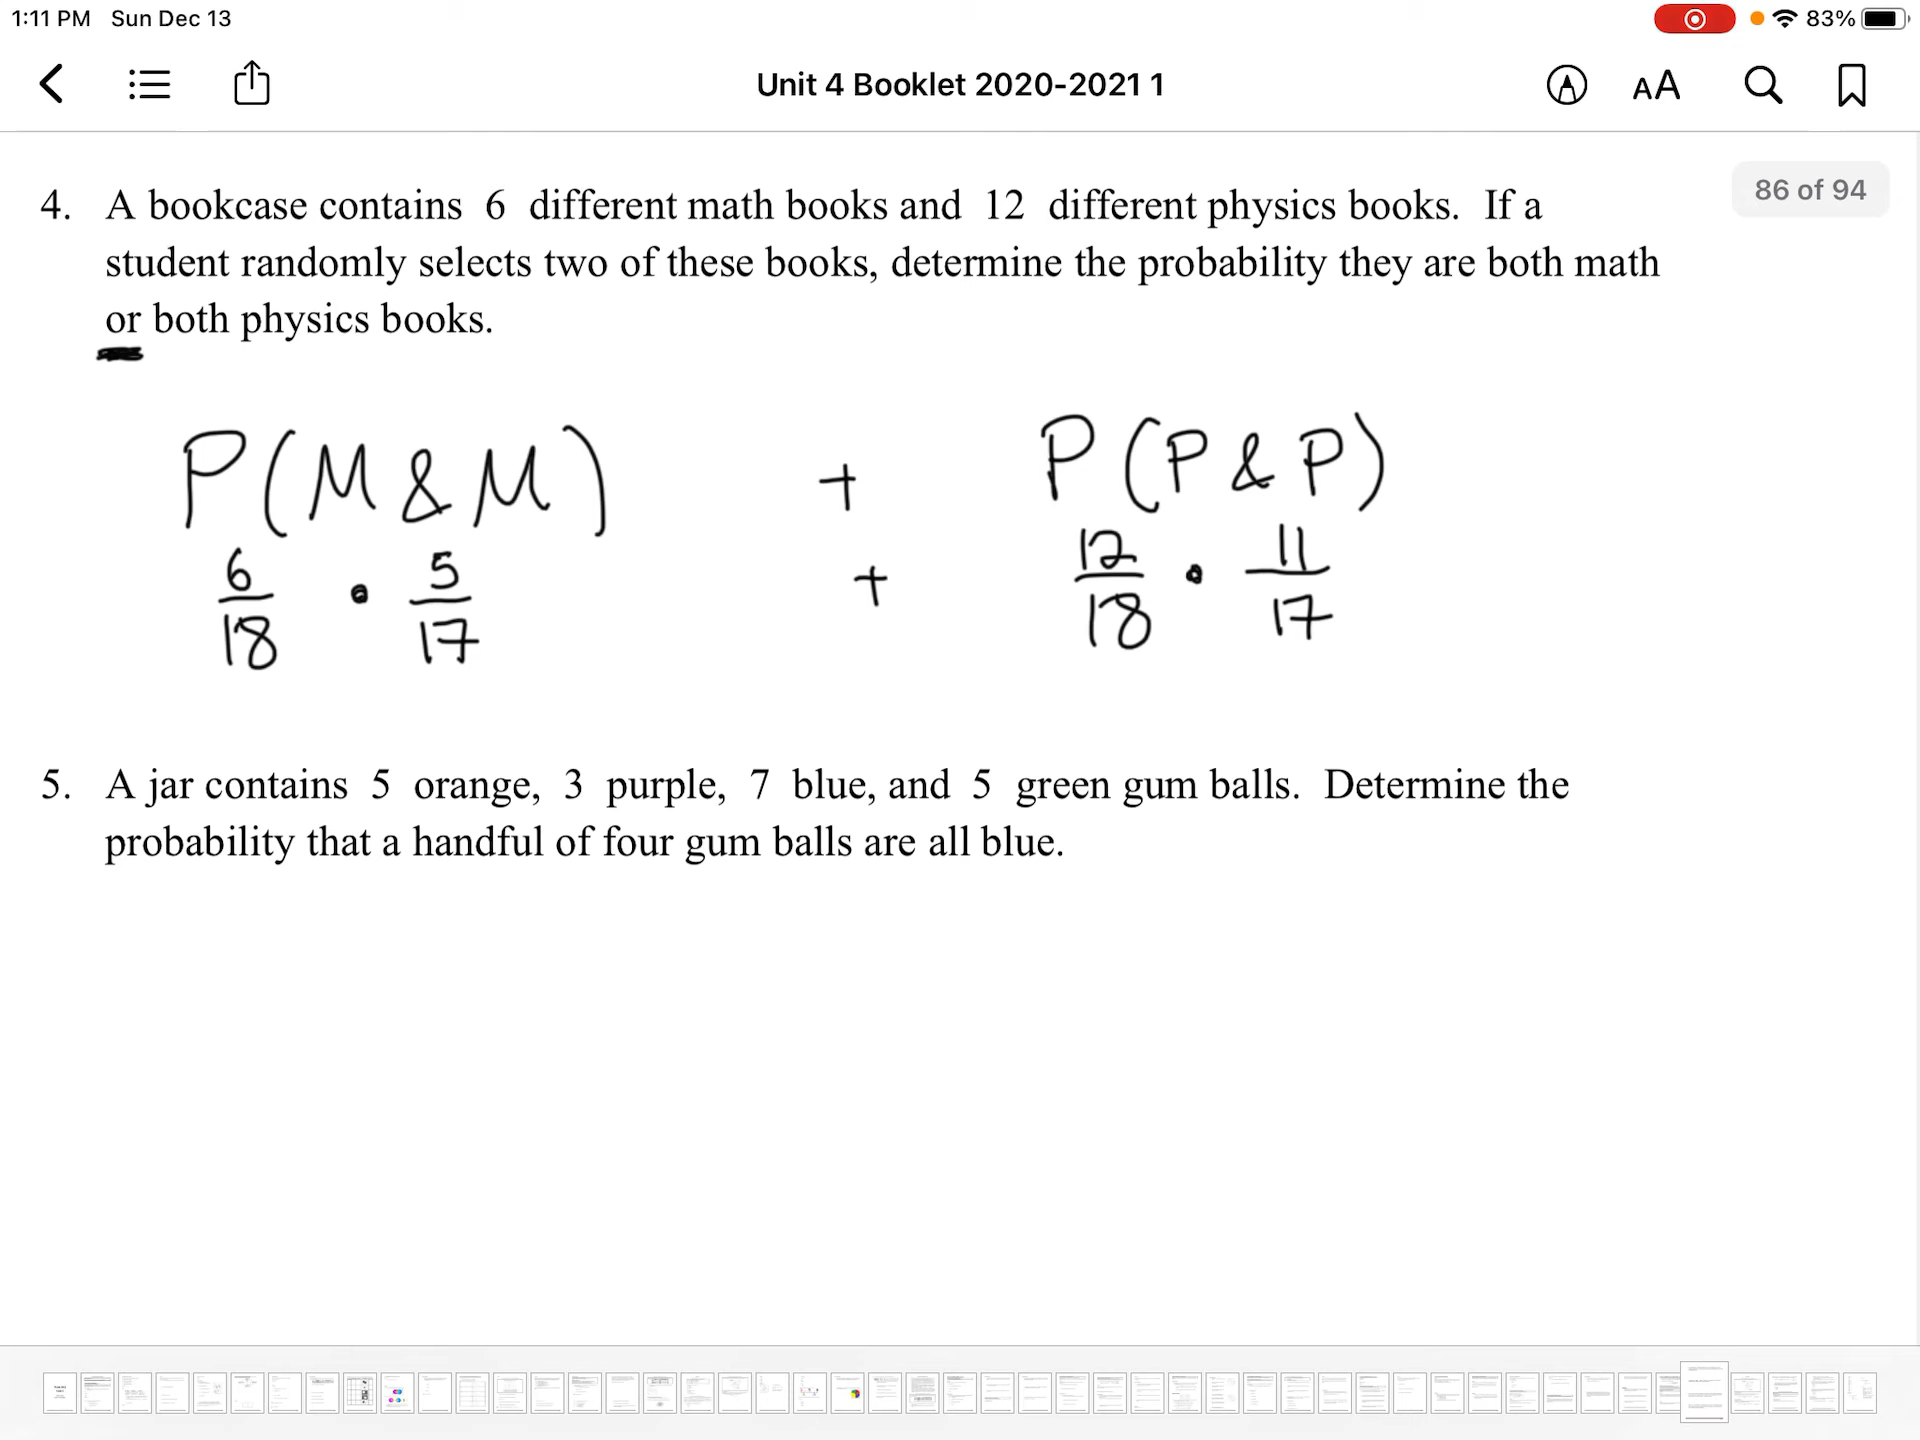 1:11 PM Sun Dec 13 83%
Unit 4 Booklet 2020-2021 1
86 of 94
4. A bookcase contains 6 different math books and 12 different physics books. If a
student randomly selects two of these books, determine the probability they are both math
or both physics books.
P(M & M) + P(P & P)
6/18 • 5/17 + 12/18 • 11/17
5. A jar contains 5 orange, 3 purple, 7 blue, and 5 green gum balls. Determine the
probability that a handful of four gum balls are all blue.